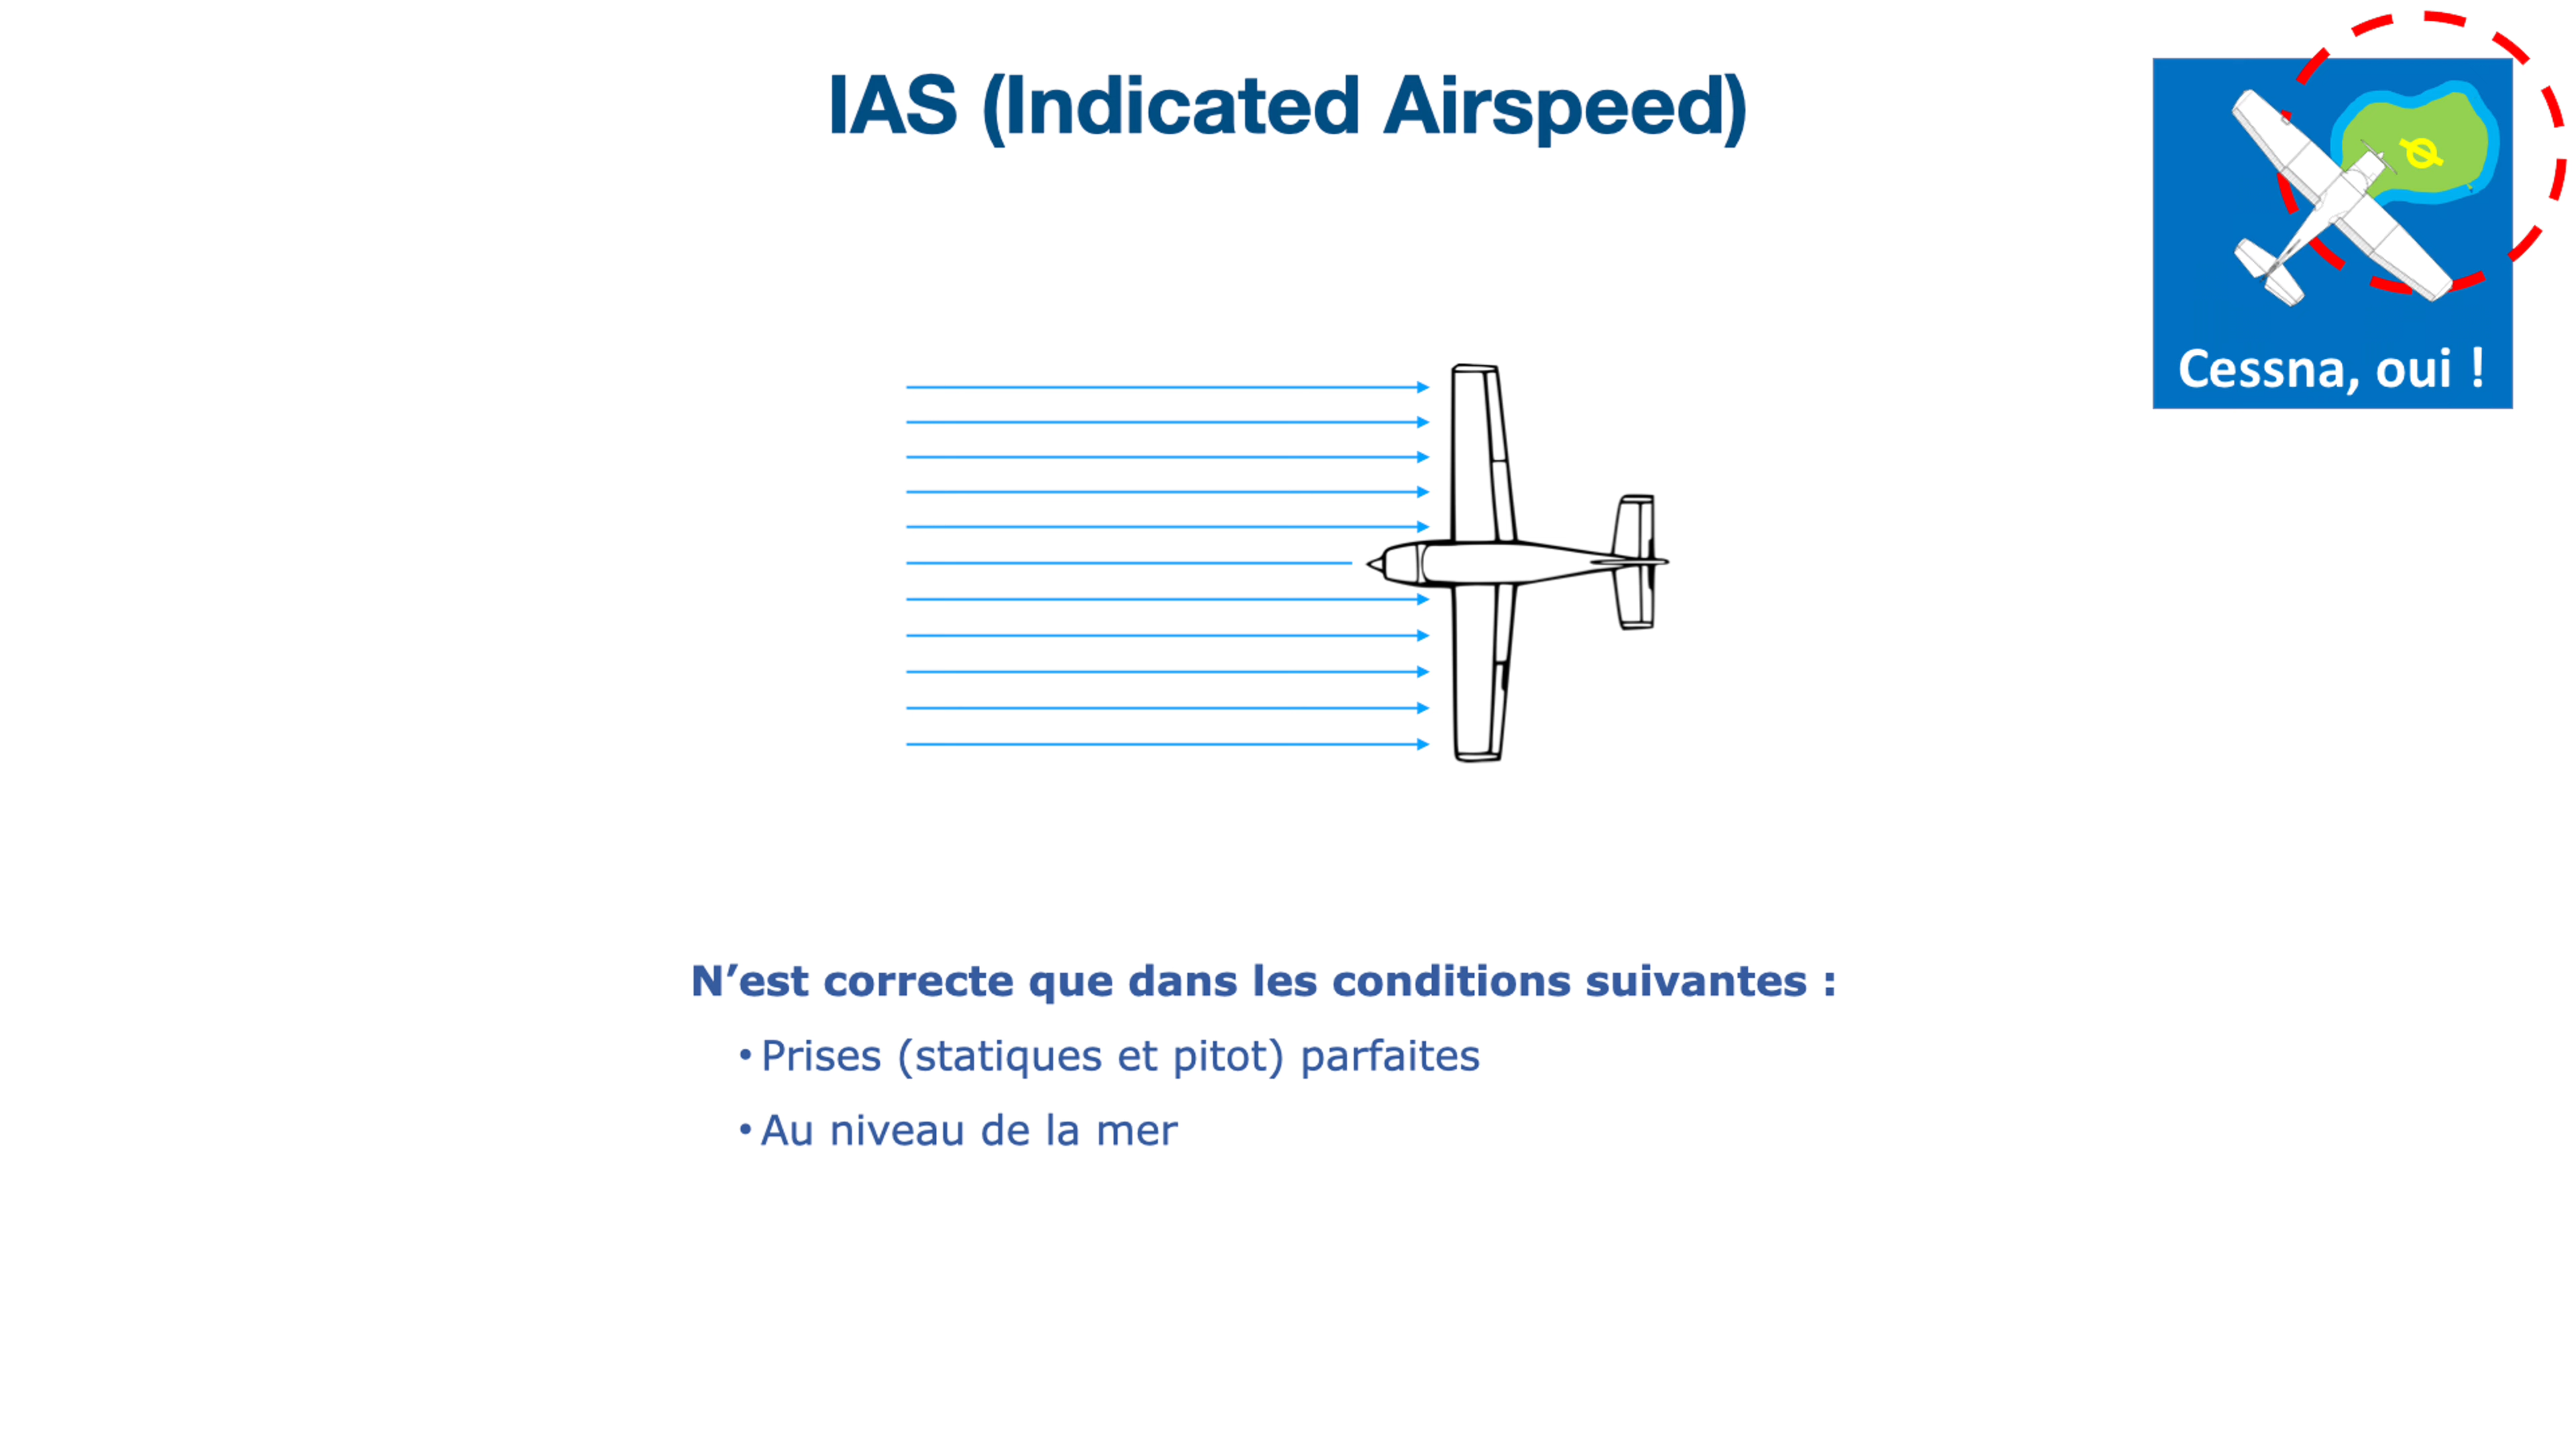 IAS (Indicated Airspeed)
Cessna, oui !
N’est correcte que dans les conditions suivantes :
• Prises (statiques et pitot) parfaites
• Au niveau de la mer